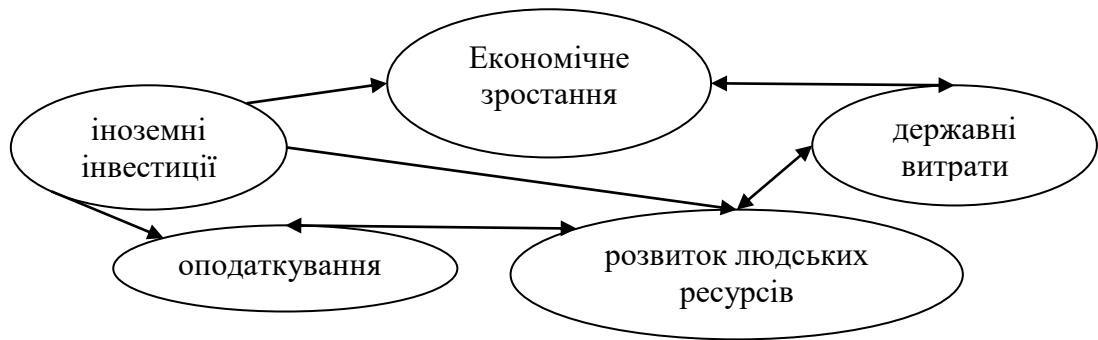 Економічне
зростання
іноземні
інвестиції
державні
витрати
оподаткування
розвиток людських
ресурсів